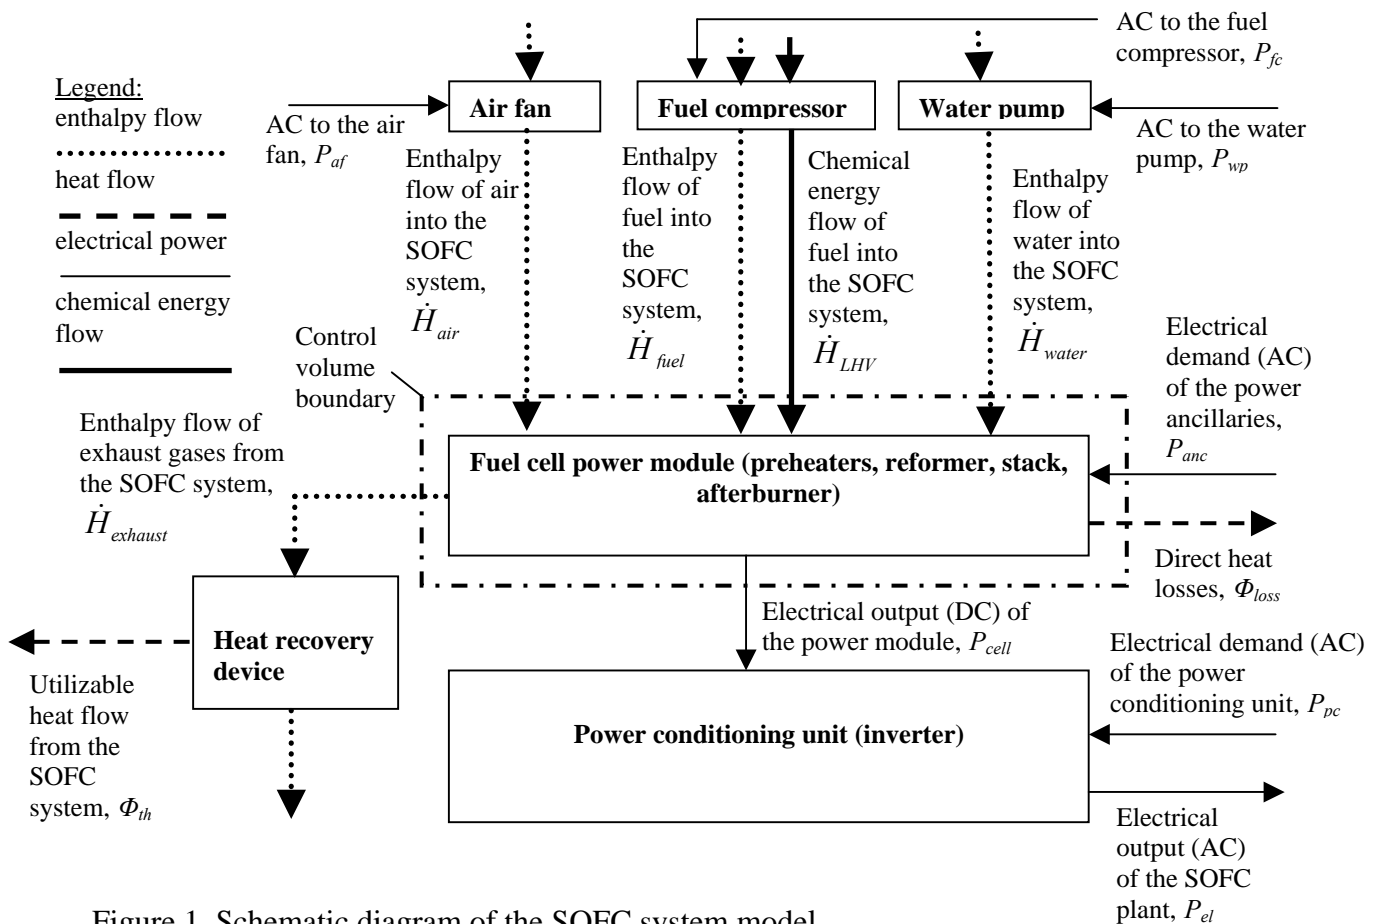 Legend:
enthalpy flow
heat flow
electrical power
chemical energy
flow
AC to the fuel
compressor, P_fc
Air fan
Fuel compressor
Water pump
AC to the air
fan, P_af
AC to the water
pump, P_wp
Enthalpy
flow of air
into the
SOFC
system,
Ḣ_air
Enthalpy
flow of
fuel into
the
SOFC
system,
Ḣ_fuel
Chemical
energy
flow of
fuel into
the SOFC
system,
Ḣ_LHV
Enthalpy
flow of
water into
the SOFC
system,
Ḣ_water
Control
volume
boundary
Electrical
demand (AC)
of the power
ancillaries,
P_anc
Enthalpy flow of
exhaust gases from
the SOFC system,
Ḣ_exhaust
Fuel cell power module (preheaters, reformer, stack,
afterburner)
Direct heat
losses, Φ_loss
Heat recovery
device
Electrical output (DC) of
the power module, P_cell
Electrical demand (AC)
of the power
conditioning unit, P_pc
Utilizable
heat flow
from the
SOFC
system, Φ_th
Power conditioning unit (inverter)
Electrical
output (AC)
of the SOFC
plant, P_el
Figure 1. Schematic diagram of the SOFC system model